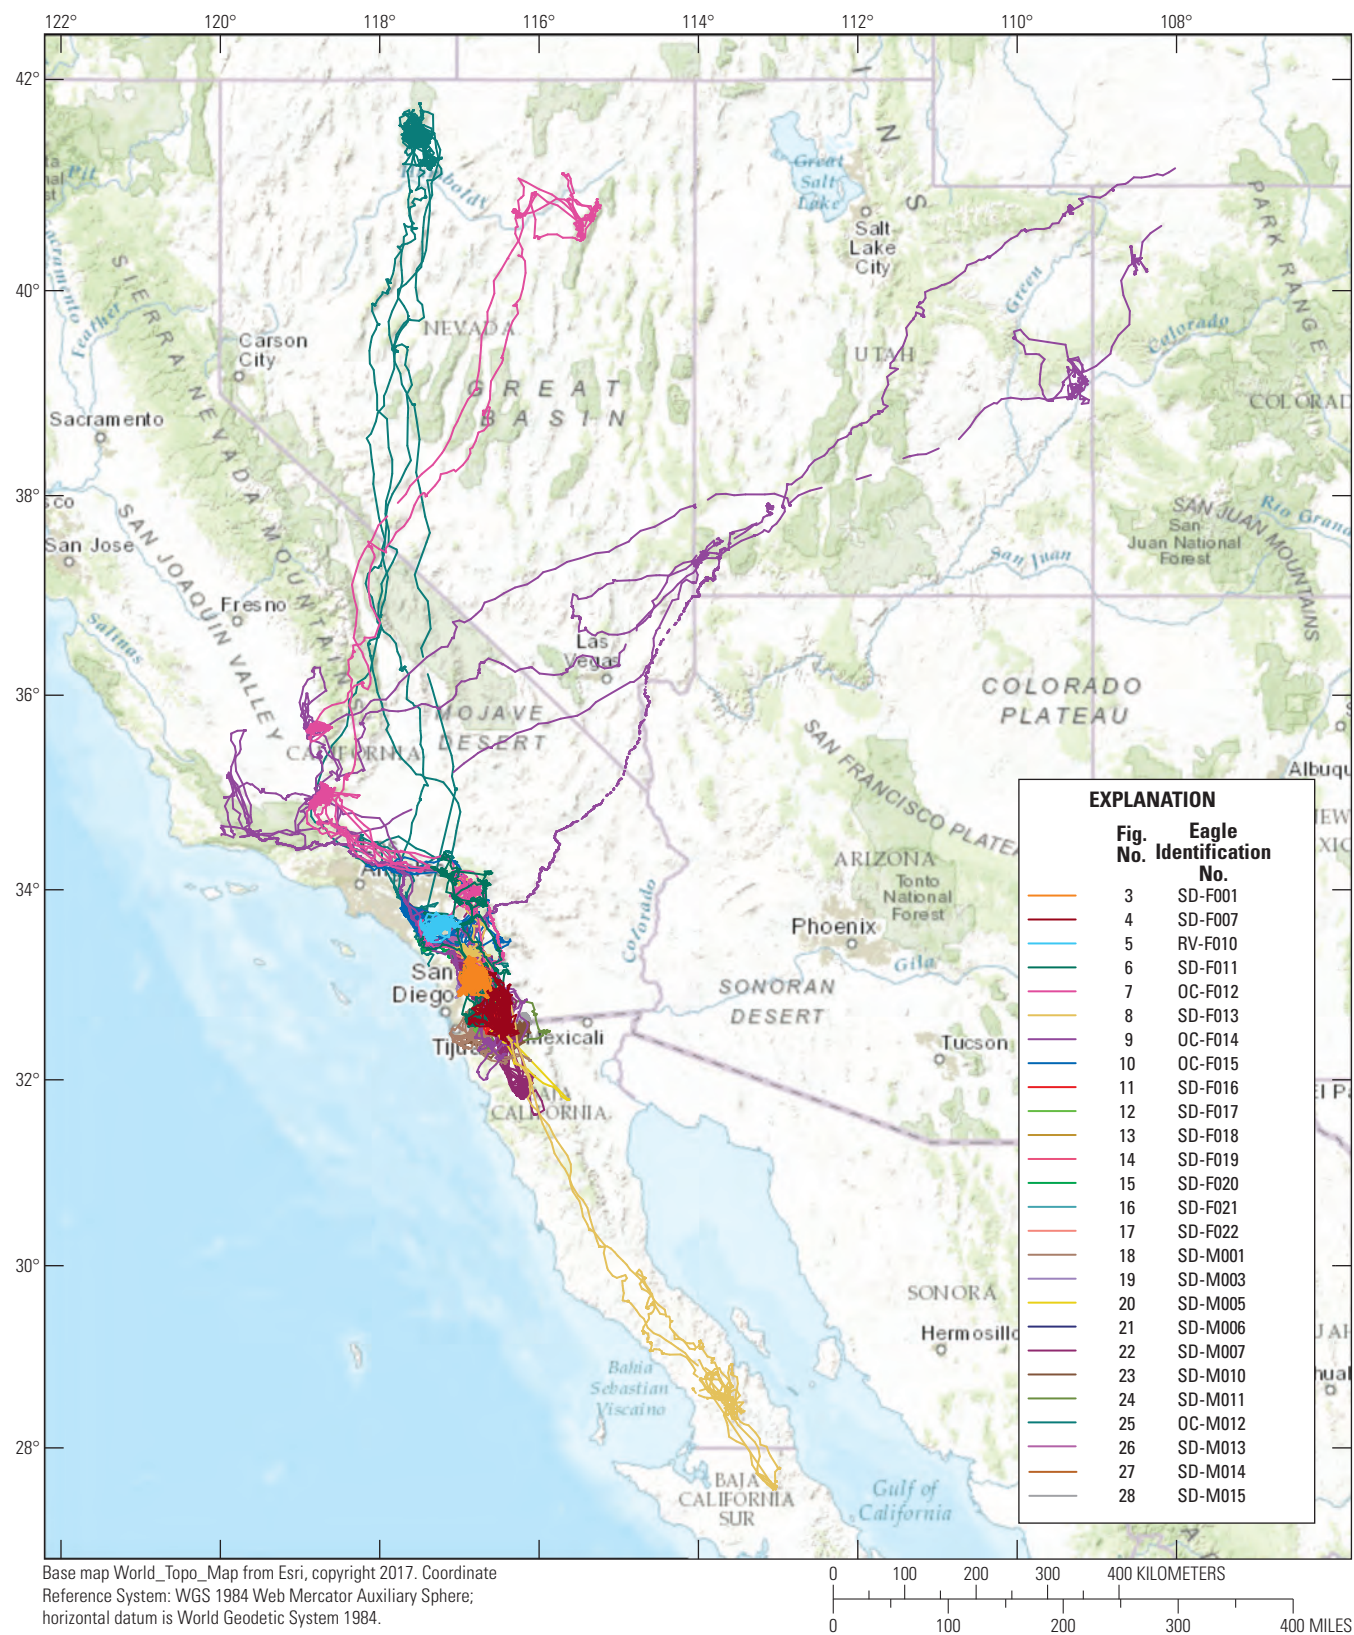 122° 120° 118° 116° 114° 112° 110° 108°
42°
40°
38°
36°
34°
32°
30°
28°
Pit
Great
Salt
Lake
Salt
Lake
City
PARK RANGE
Green
Feather
SIERRA NEVADA MOUNTAINS
Carson
City
NEVADA
UTAH
Colorado
GREAT
BASIN
COLORAD
Sacramento
sco
San Jose
SAN JOAQUIN VALLEY
SAN JUAN MOUNTAINS
San
Juan National
Forest
Rio Grand
San Juan
Fresno
Salinas
Las
Vegas
COLORADO
PLATEAU
MOJAVE
DESERT
CALIFORNIA
SAN FRANCISCO PLATEA
Albuqu
ARIZONA
Tonto
National
Forest
Phoenix
Colorado
Gila
San
Diego
SONORAN
DESERT
Mexicali
Tiju
Tucson
El Pa
BAJA
CALIFORNIA
SONORA
Hermosillo
Bahia
Sebastian
Viscaino
BAJA
CALIFORNIA
SUR
Gulf of
California
EXPLANATION
Fig. No. Eagle Identification No.
3 SD-F001
4 SD-F007
5 RV-F010
6 SD-F011
7 OC-F012
8 SD-F013
9 OC-F014
10 OC-F015
11 SD-F016
12 SD-F017
13 SD-F018
14 SD-F019
15 SD-F020
16 SD-F021
17 SD-F022
18 SD-M001
19 SD-M003
20 SD-M005
21 SD-M006
22 SD-M007
23 SD-M010
24 SD-M011
25 OC-M012
26 SD-M013
27 SD-M014
28 SD-M015
Base map World_Topo_Map from Esri, copyright 2017. Coordinate
Reference System: WGS 1984 Web Mercator Auxiliary Sphere;
horizontal datum is World Geodetic System 1984.
0 100 200 300 400 KILOMETERS
0 100 200 300 400 MILES